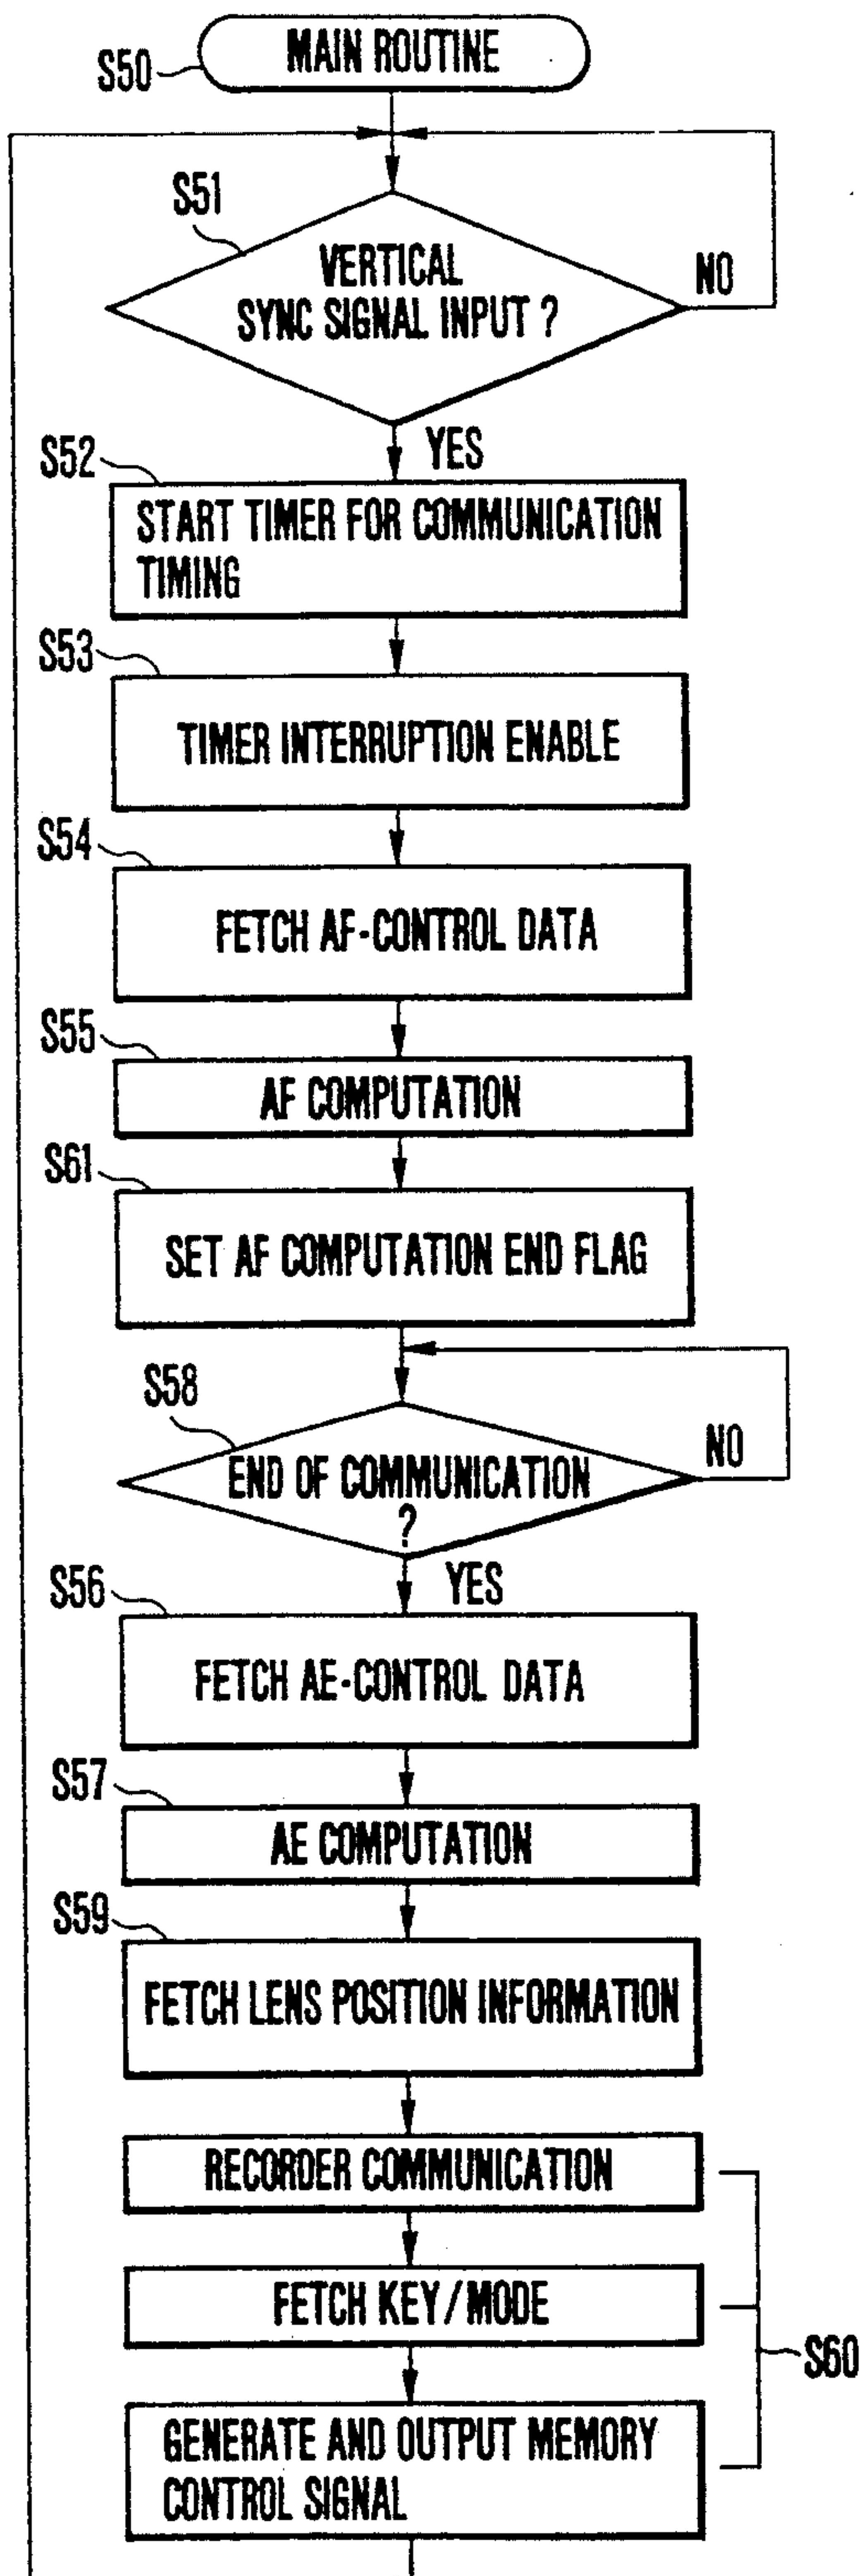 MAIN ROUTINE
S50
S51
VERTICAL
SYNC SIGNAL INPUT ?
NO
YES
S52
START TIMER FOR COMMUNICATION
TIMING
S53
TIMER INTERRUPTION ENABLE
S54
FETCH AF-CONTROL DATA
S55
AF COMPUTATION
S61
SET AF COMPUTATION END FLAG
S58
END OF COMMUNICATION
?
NO
YES
S56
FETCH AE-CONTROL DATA
S57
AE COMPUTATION
S59
FETCH LENS POSITION INFORMATION
RECORDER COMMUNICATION
FETCH KEY/MODE
S60
GENERATE AND OUTPUT MEMORY
CONTROL SIGNAL